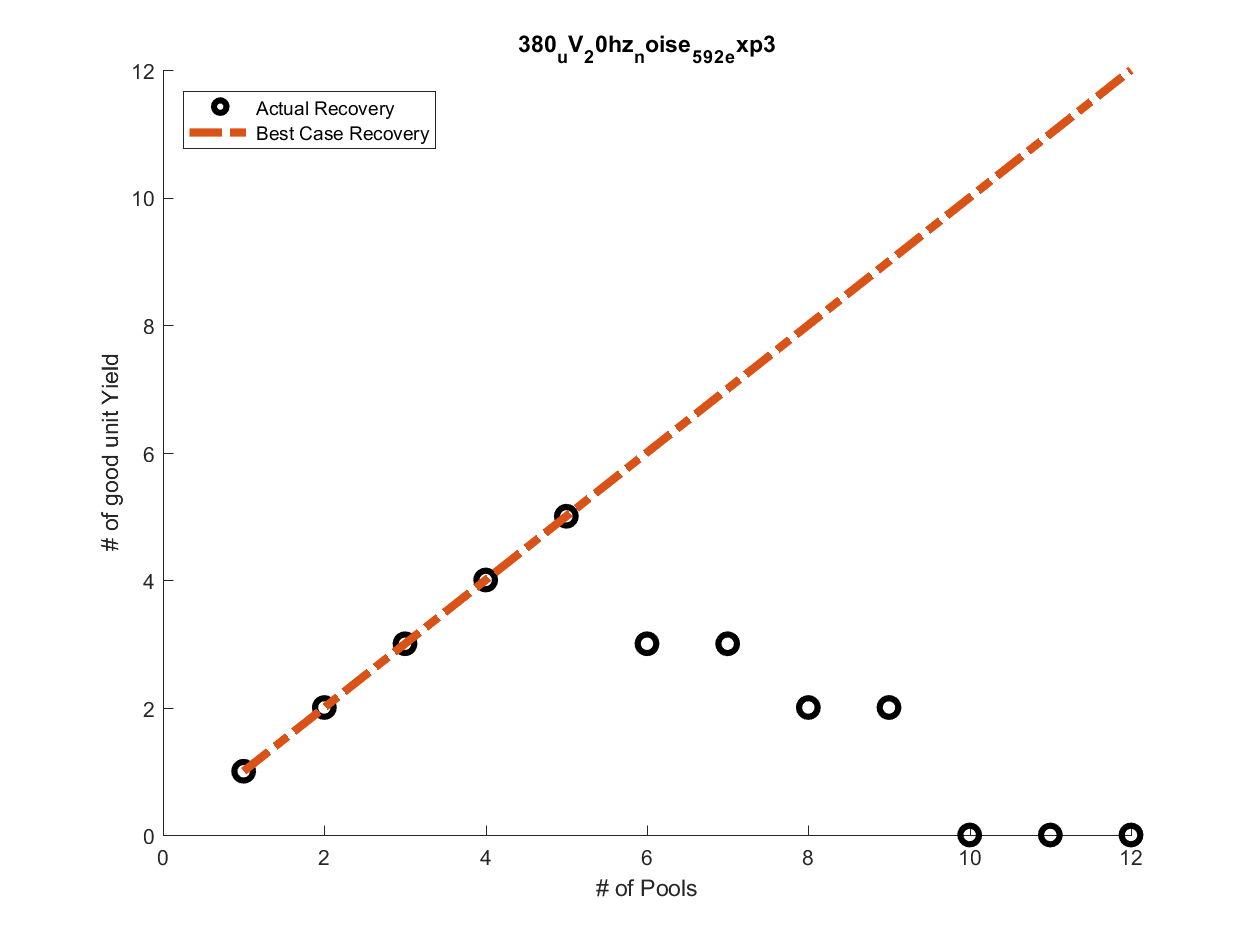 380_uV_20hz_noise_592_exp3
Actual Recovery
Best Case Recovery
12
10
8
6
4
2
0
# of good unit Yield
0 2 4 6 8 10 12
# of Pools